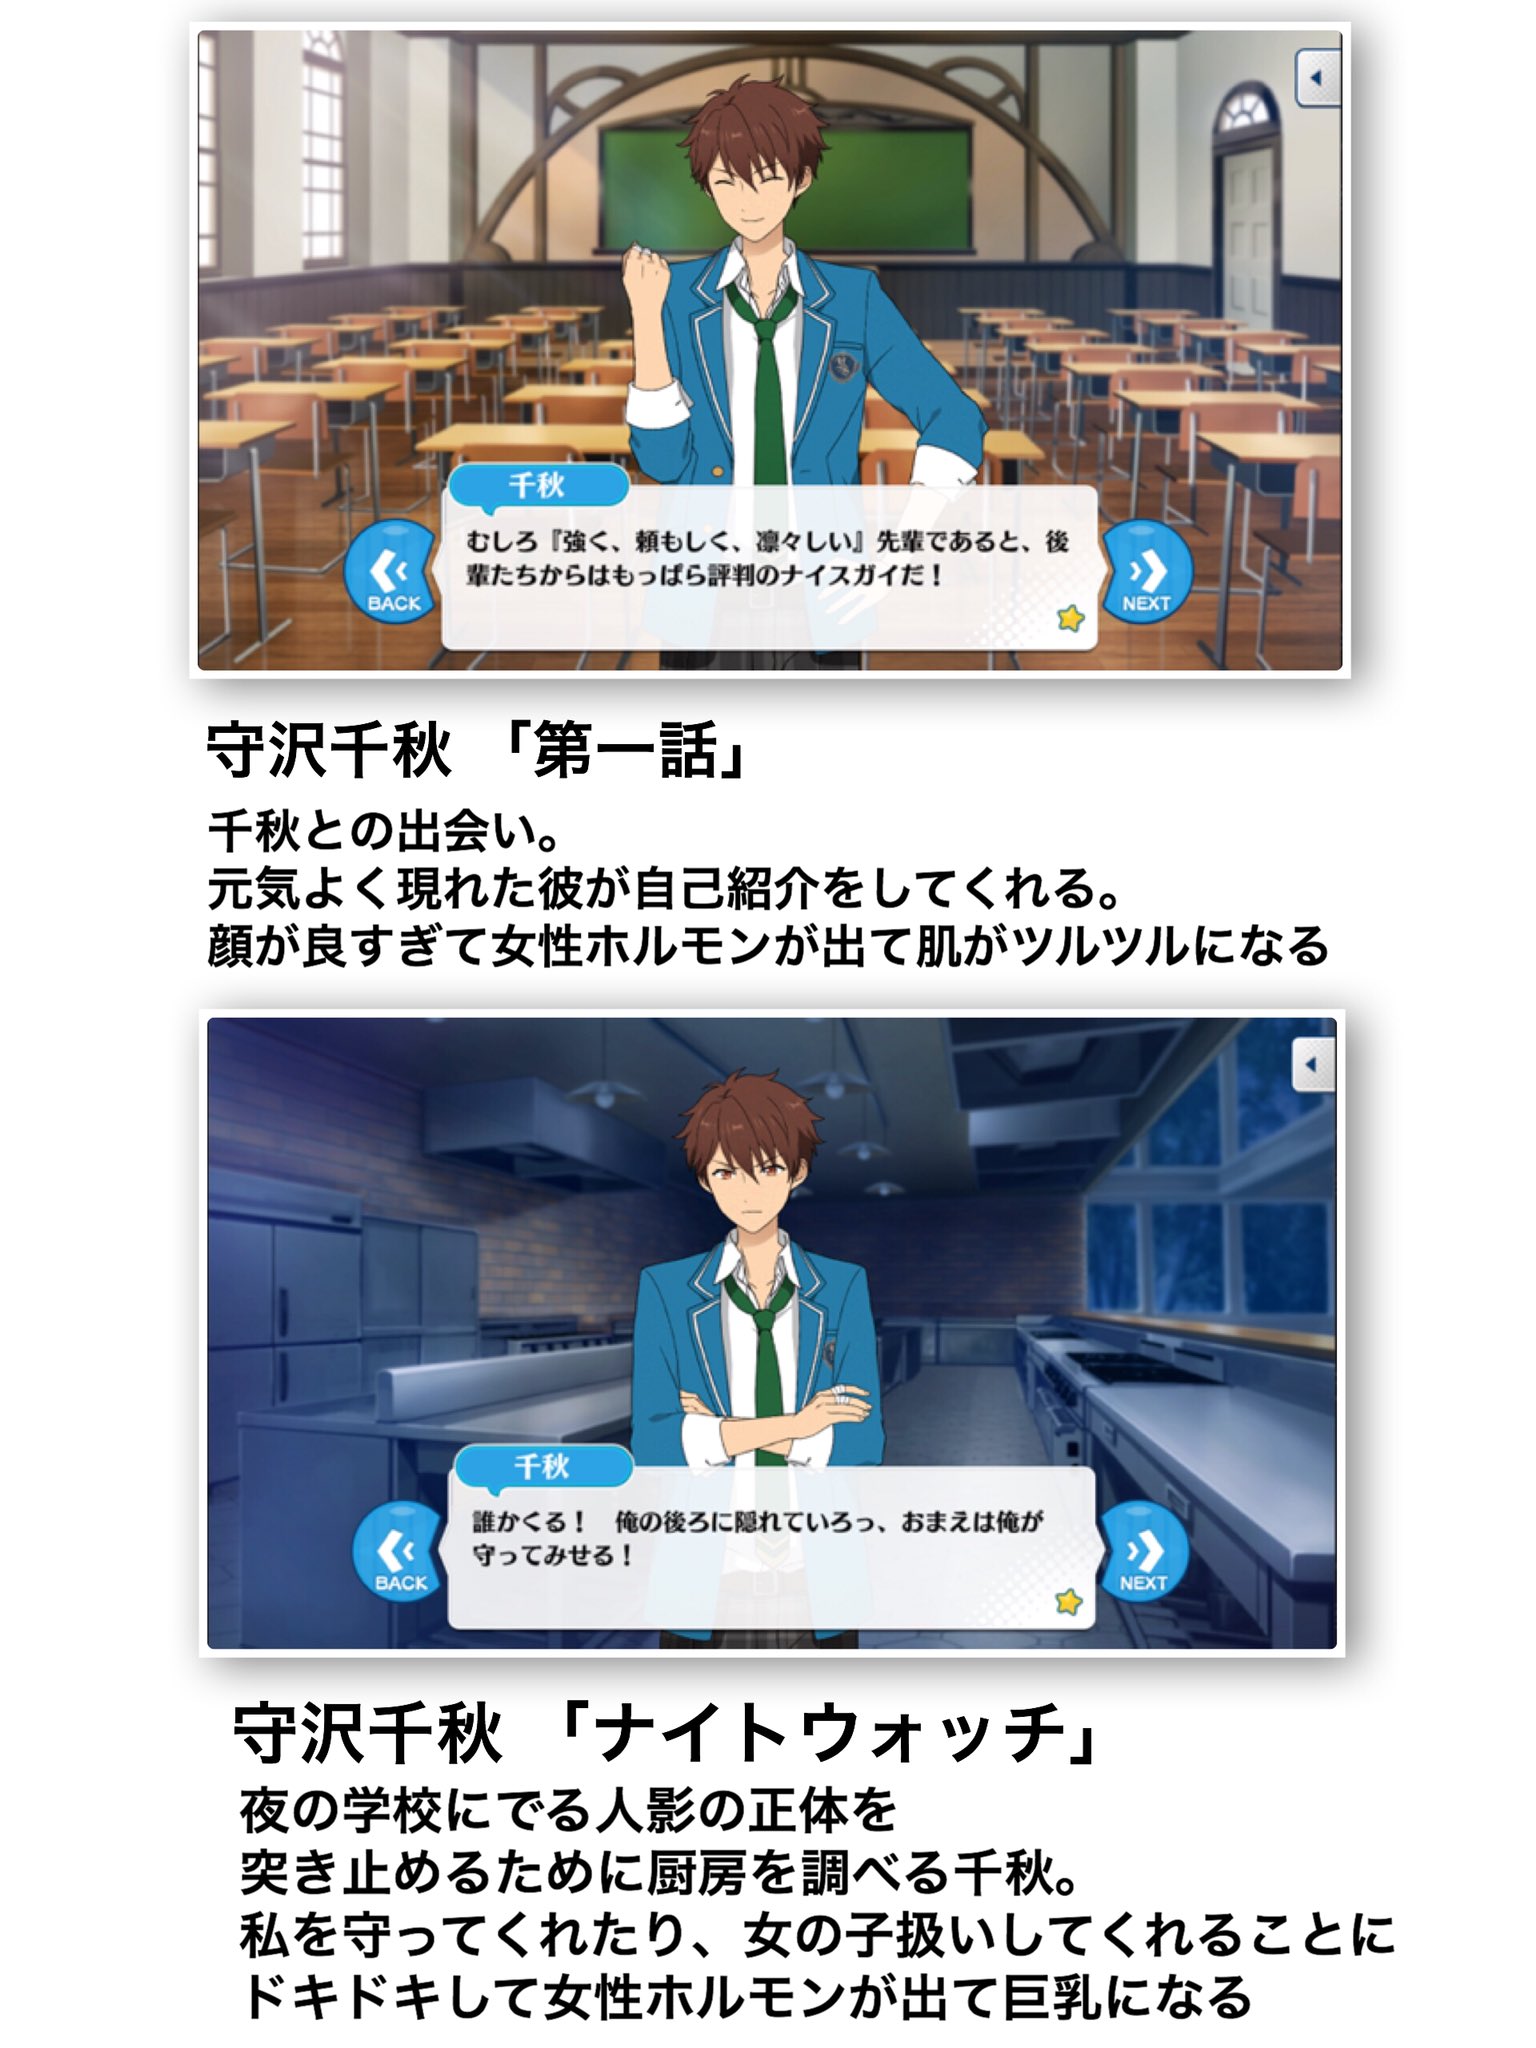 千秋
むしろ『強く、頼もしく、凛々しい』先輩であると、後
輩たちからはもっぱら評判のナイスガイだ！
BACK
NEXT
守沢千秋 「第一話」
千秋との出会い。
元気よく現れた彼が自己紹介をしてくれる。
顔が良すぎて女性ホルモンが出て肌がツルツルになる
千秋
誰かくる！　俺の後ろに隠れていろっ、おまえは俺が
守ってみせる！
BACK
NEXT
守沢千秋 「ナイトウォッチ」
夜の学校にでる人影の正体を
突き止めるために厨房を調べる千秋。
私を守ってくれたり、女の子扱いしてくれることに
ドキドキして女性ホルモンが出て巨乳になる